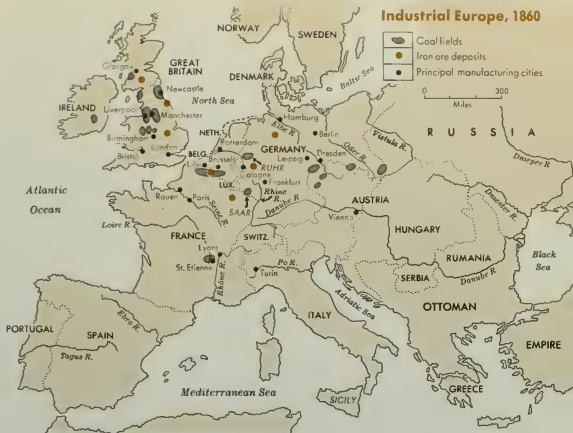 Industrial Europe, 1860
Coal fields
Iron ore deposits
Principal manufacturing cities
0 300
Miles
NORWAY
SWEDEN
Glasgow
GREAT
BRITAIN
DENMARK
Baltic Sea
Newcastle
North Sea
IRELAND
Liverpool
Manchester
Hamburg
Elbe R.
Berlin
RUSSIA
Birmingham
NETH.
Rotterdam
Vistula R.
Dnieper R.
Bristol
London
BELG.
Brussels
GERMANY
RUHR
Leipzig
Dresden
Oder R.
Cologne
Atlantic
Ocean
LUX.
Frankfurt
Rhine
R.
Rouen
Paris
Seine R.
SAAR
Danube R.
AUSTRIA
Vienna
Dniester R.
Loire R.
FRANCE
SWITZ.
HUNGARY
RUMANIA
Black
Sea
Lyons
St. Etienne
Rhône R.
Po R.
Turin
SERBIA
Danube R.
Adriatic Sea
ITALY
OTTOMAN
EMPIRE
PORTUGAL
SPAIN
Ebro R.
Tagus R.
Mediterranean Sea
SICILY
GREECE